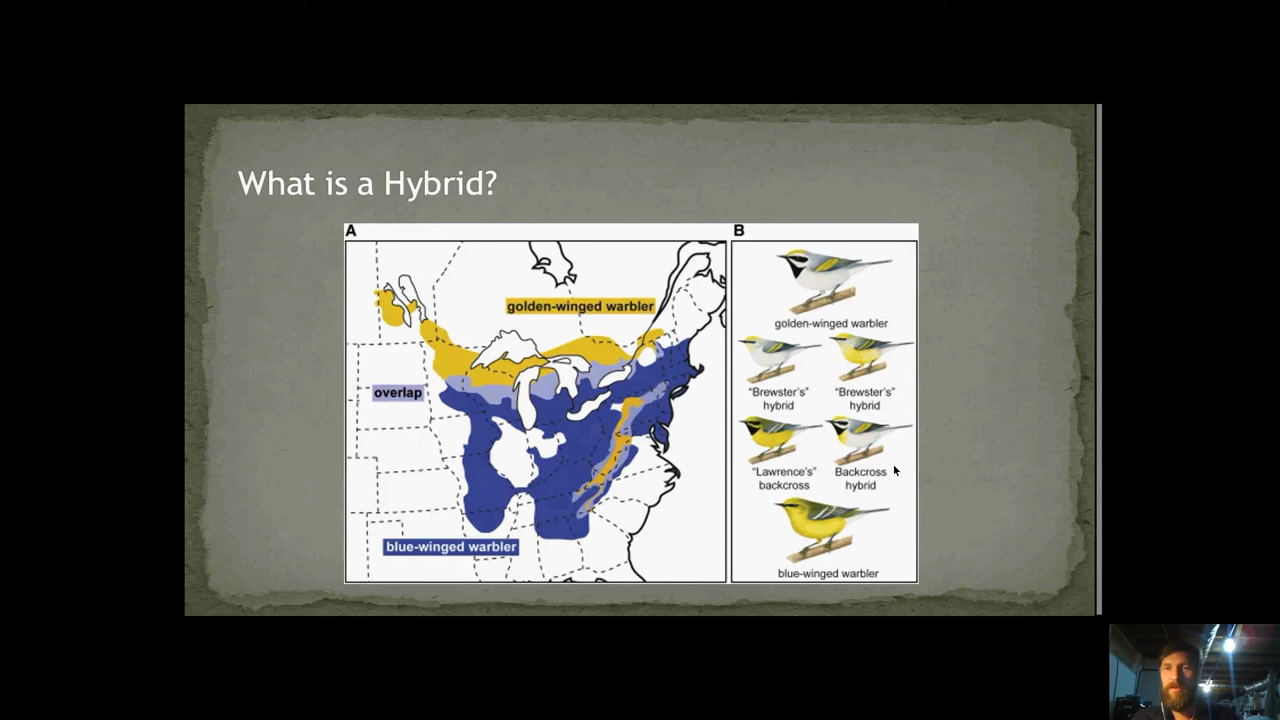 What is a Hybrid?
A
B
golden-winged warbler
overlap
blue-winged warbler
golden-winged warbler
"Brewster's"
hybrid
"Brewster's"
hybrid
"Lawrence's"
backcross
Backcross
hybrid
blue-winged warbler